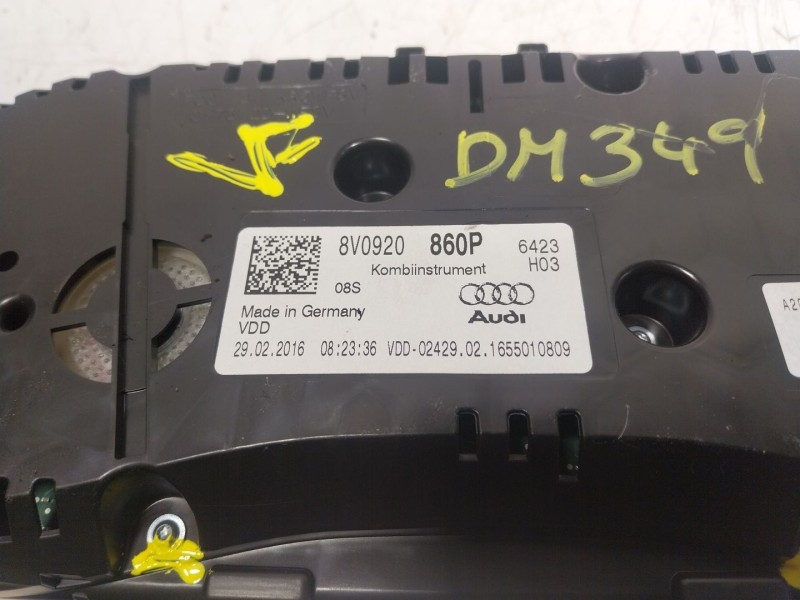 DM349
8V0920 860P 6423
Kombiinstrument H03
08S
Made in Germany
Audi
VDD
29.02.2016 08:23:36 VDD-02429.02.1655010809